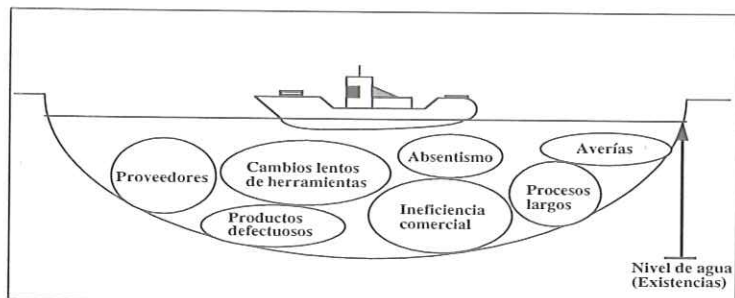 Proveedores
Cambios lentos
de herramientas
Absentismo
Averías
Productos
defectuosos
Ineficiencia
comercial
Procesos
largos
Nivel de agua
(Existencias)